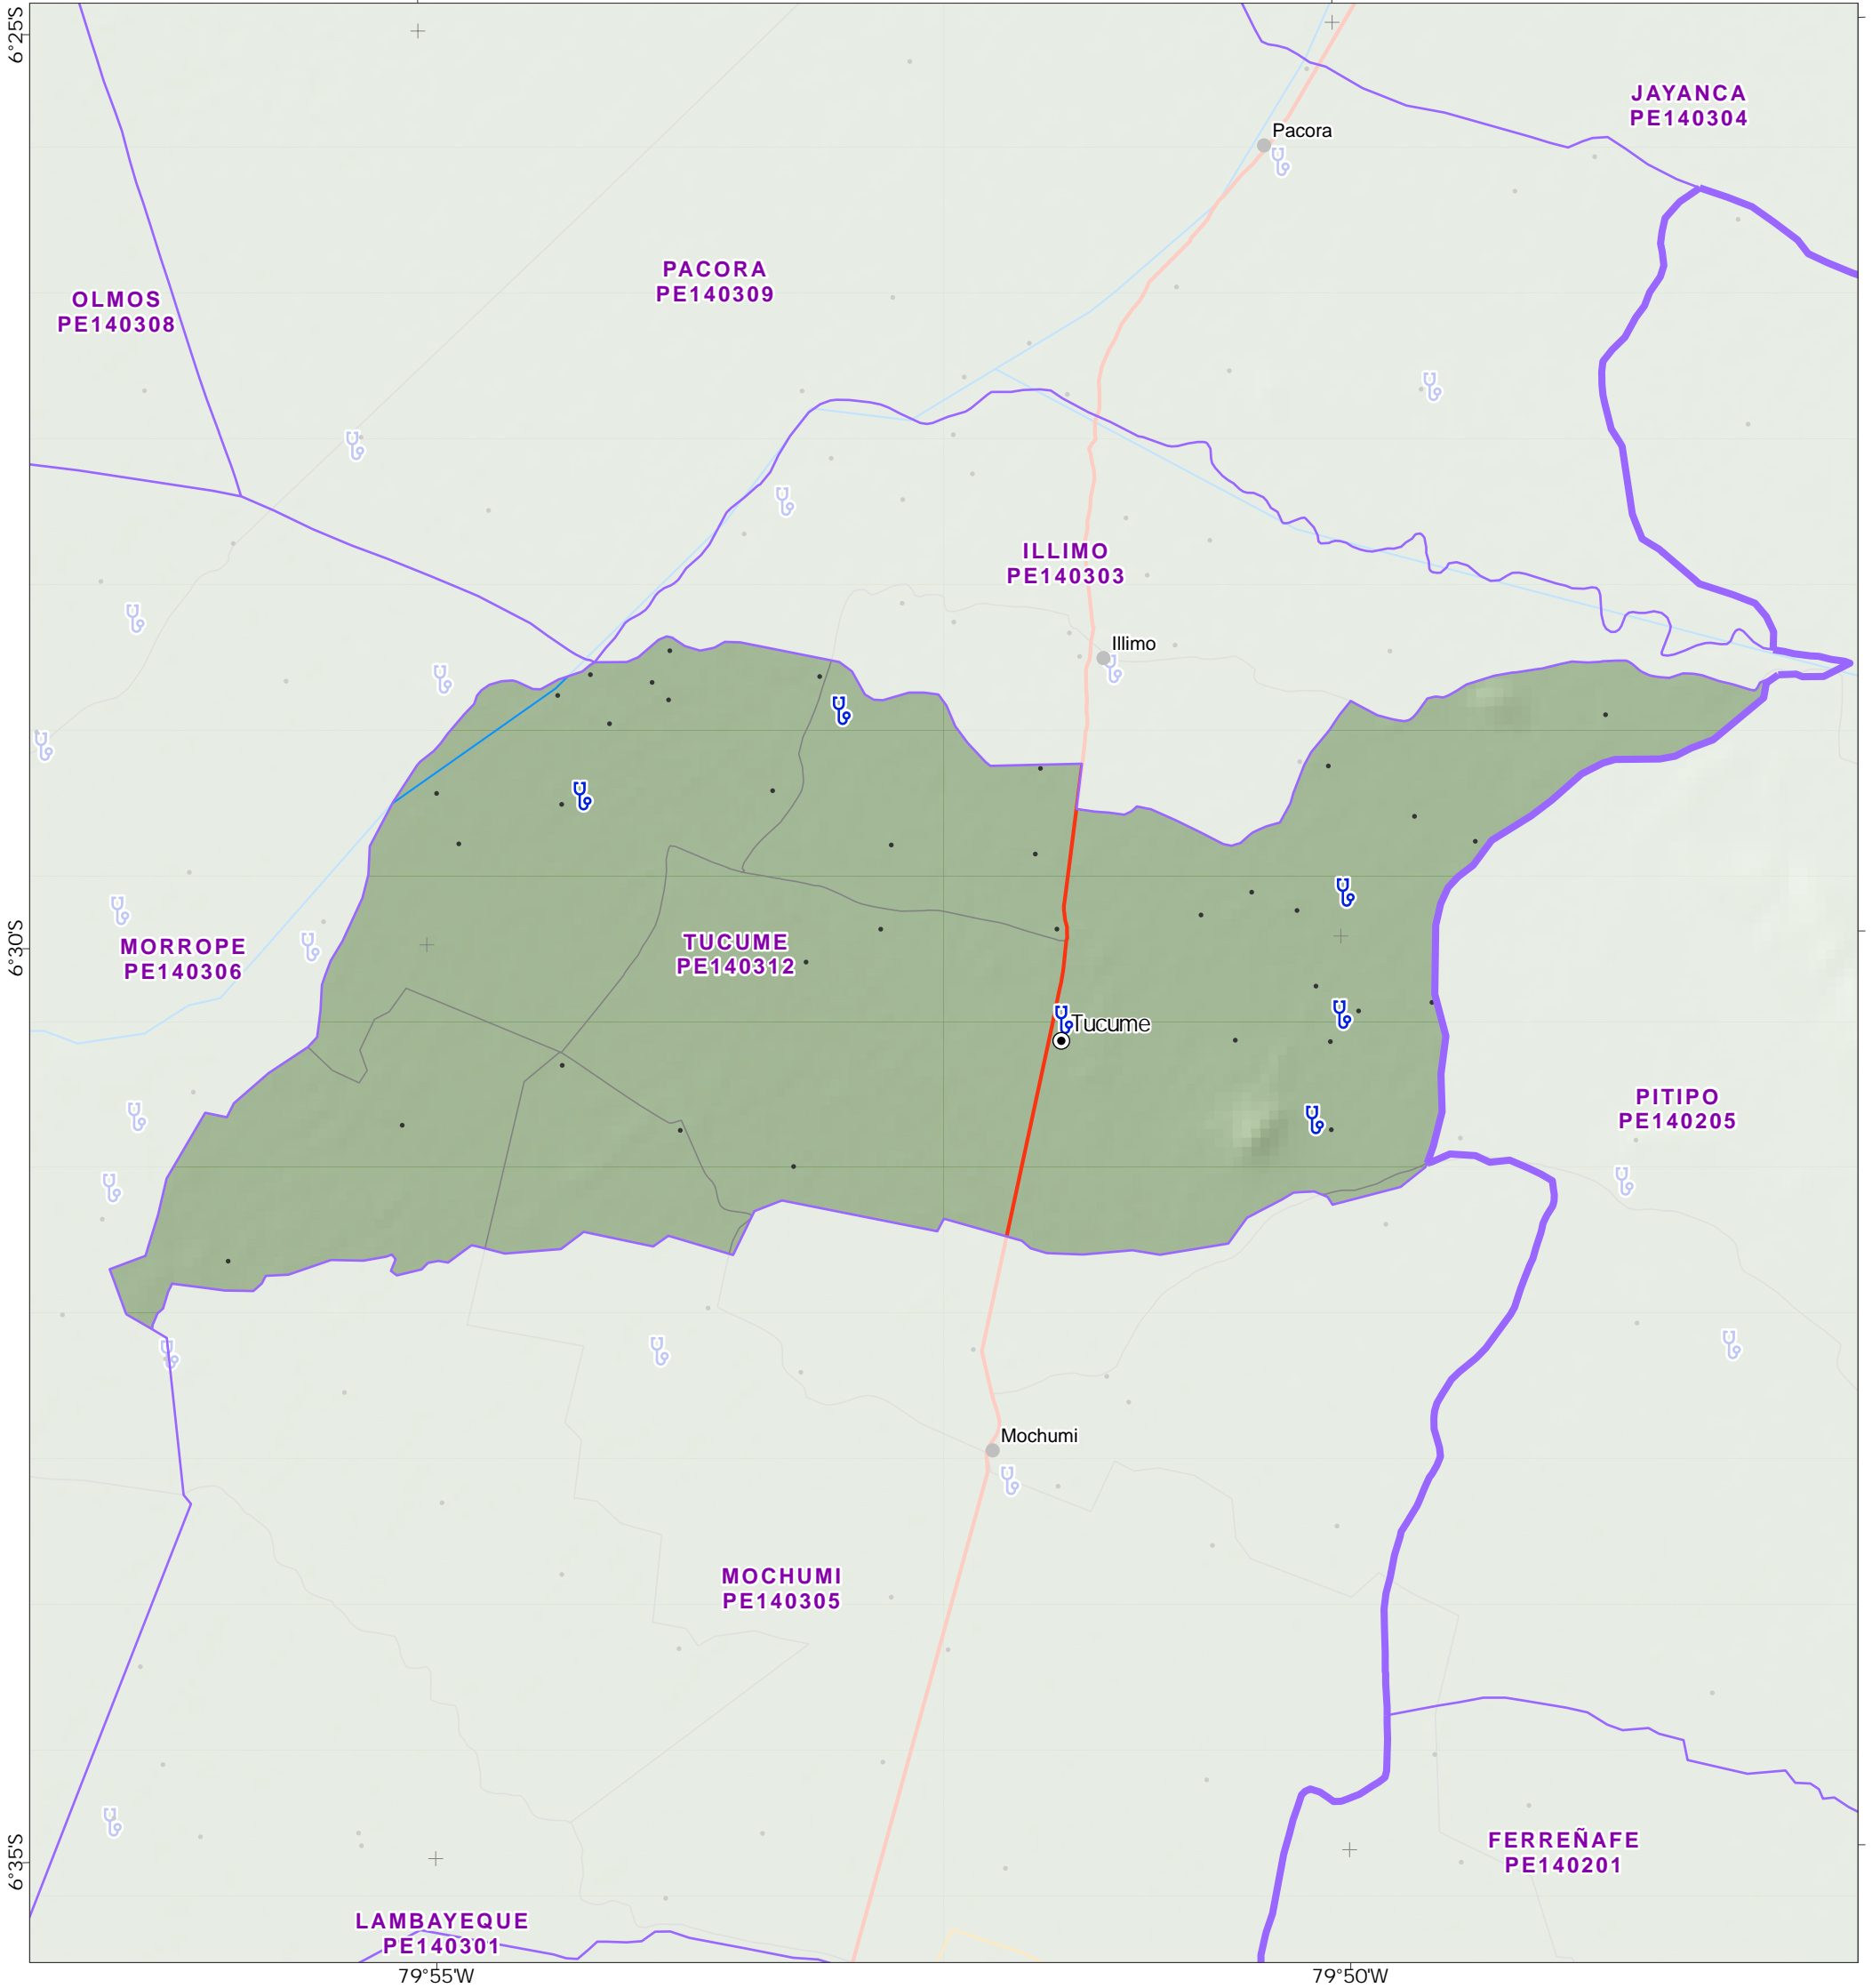 6°25'S
JAYANCA
PE140304
Pacora
PACORA
PE140309
OLMOS
PE140308
ILLIMO
PE140303
Illimo
6°30'S
MORROPE
PE140306
TUCUME
PE140312
Tucume
PITIPO
PE140205
Mochumi
MOCHUMI
PE140305
6°35'S
FERREÑAFE
PE140201
LAMBAYEQUE
PE140301
79°55'W
79°50'W